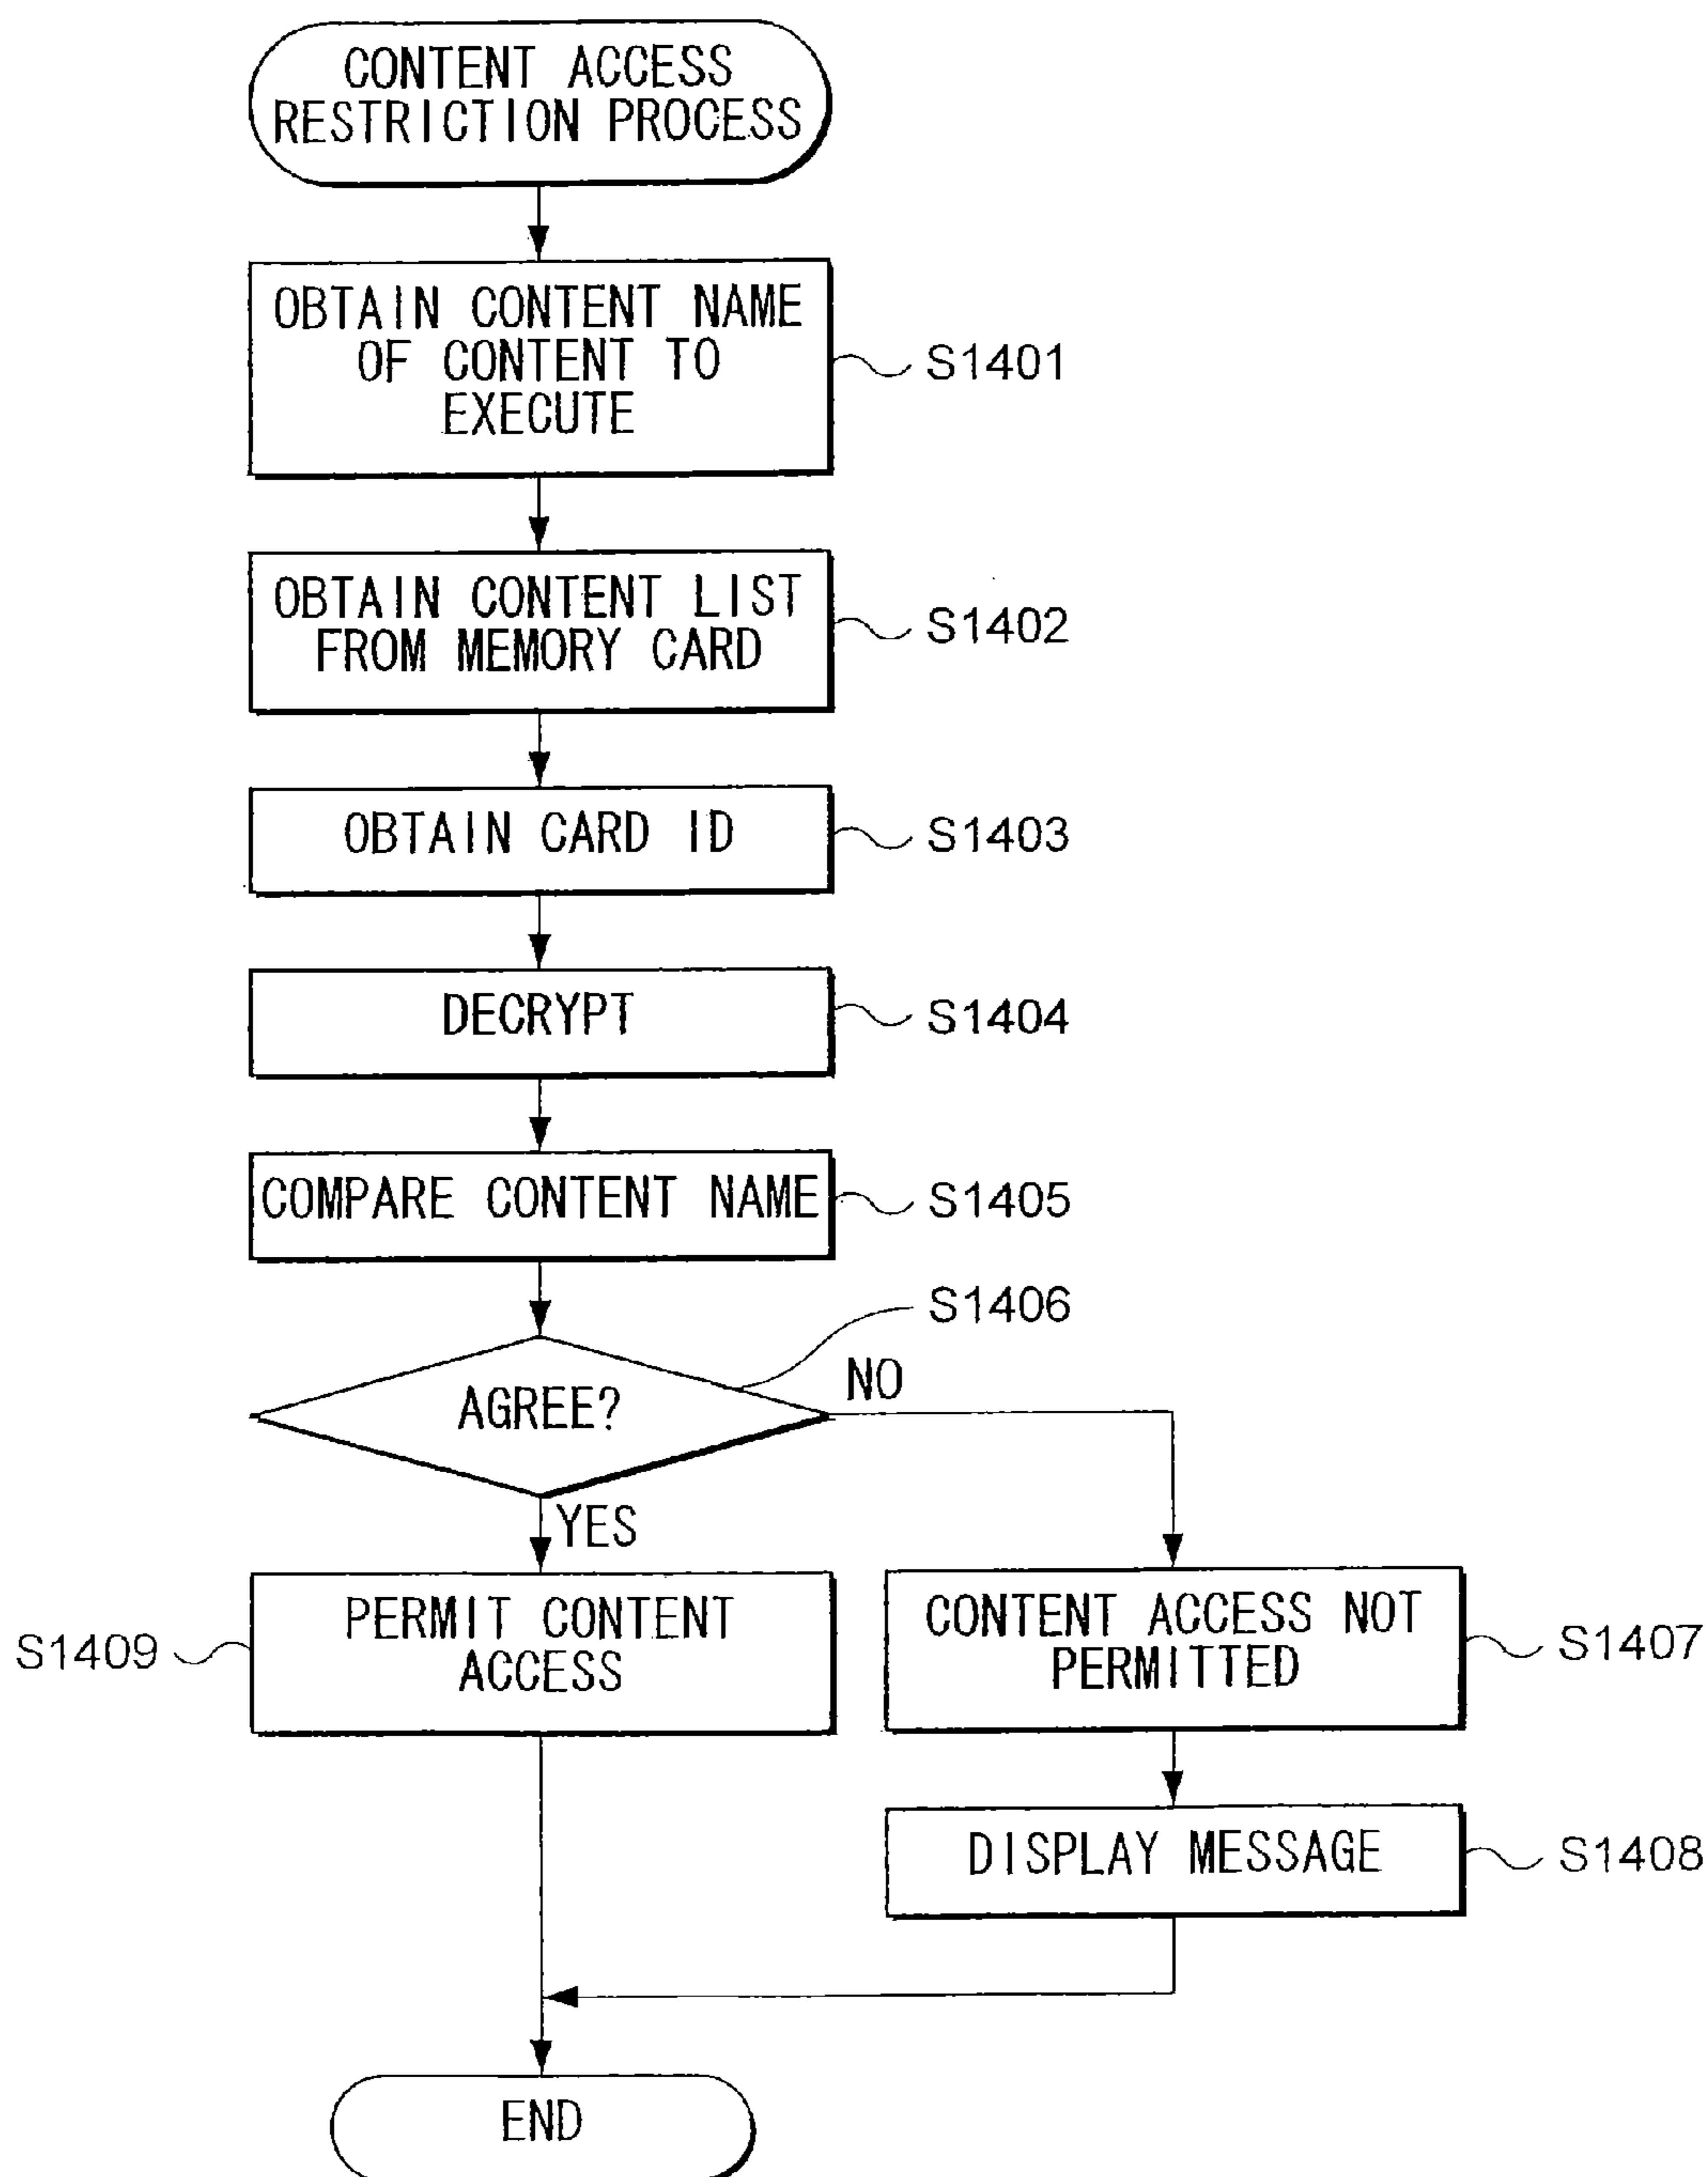 CONTENT ACCESS
RESTRICTION PROCESS
OBTAIN CONTENT NAME
OF CONTENT TO
EXECUTE
S1401
OBTAIN CONTENT LIST
FROM MEMORY CARD
S1402
OBTAIN CARD ID
S1403
DECRYPT
S1404
COMPARE CONTENT NAME
S1405
S1406
AGREE?
NO
YES
S1409
PERMIT CONTENT
ACCESS
CONTENT ACCESS NOT
PERMITTED
S1407
DISPLAY MESSAGE
S1408
END